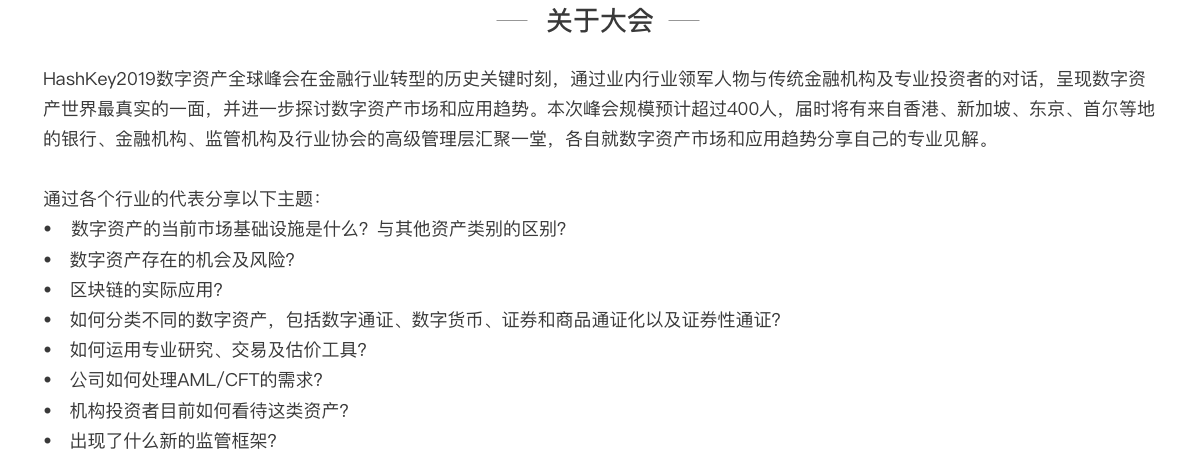 关于大会
HashKey2019数字资产全球峰会在金融行业转型的历史关键时刻，通过业内行业领军人物与传统金融机构及专业投资者的对话，呈现数字资
产世界最真实的一面，并进一步探讨数字资产市场和应用趋势。本次峰会规模预计超过400人，届时将有来自香港、新加坡、东京、首尔等地
的银行、金融机构、监管机构及行业协会的高级管理层汇聚一堂，各自就数字资产市场和应用趋势分享自己的专业见解。
通过各个行业的代表分享以下主题：
• 数字资产的当前市场基础设施是什么？与其他资产类别的区别？
• 数字资产存在的机会及风险？
• 区块链的实际应用？
• 如何分类不同的数字资产，包括数字通证、数字货币、证券和商品通证化以及证券性通证？
• 如何运用专业研究、交易及估价工具？
• 公司如何处理AML/CFT的需求？
• 机构投资者目前如何看待这类资产？
• 出现了什么新的监管框架？